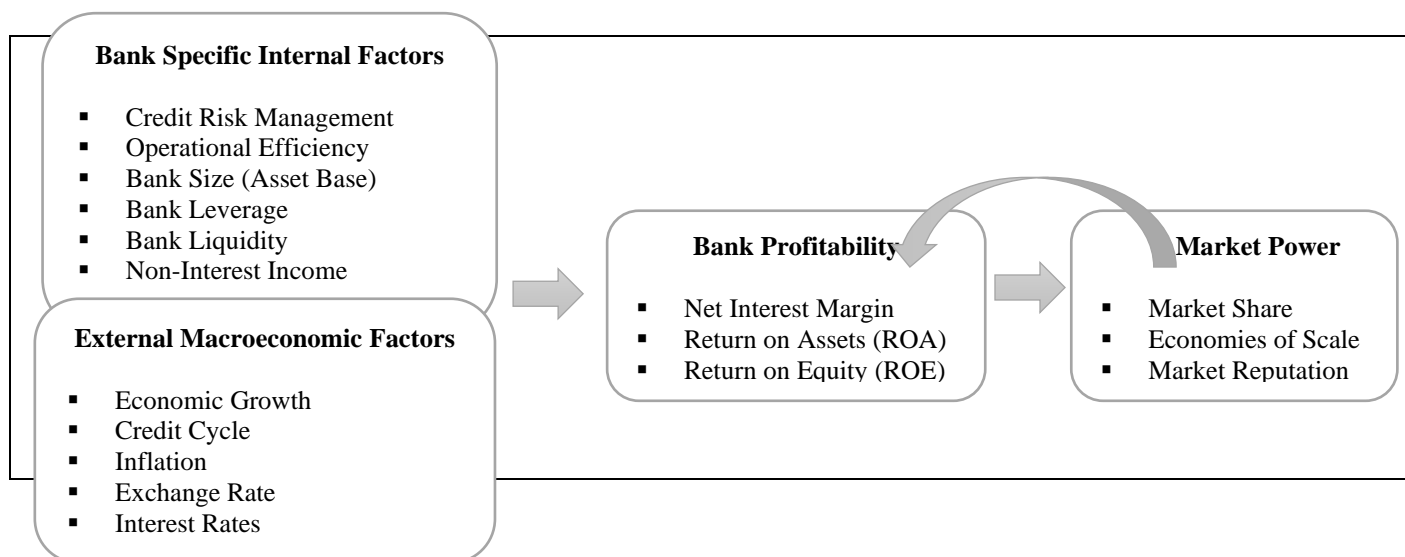 Bank Specific Internal Factors
▪ Credit Risk Management
▪ Operational Efficiency
▪ Bank Size (Asset Base)
▪ Bank Leverage
▪ Bank Liquidity
▪ Non-Interest Income
External Macroeconomic Factors
▪ Economic Growth
▪ Credit Cycle
▪ Inflation
▪ Exchange Rate
▪ Interest Rates
Bank Profitability
▪ Net Interest Margin
▪ Return on Assets (ROA)
▪ Return on Equity (ROE)
Market Power
▪ Market Share
▪ Economies of Scale
▪ Market Reputation